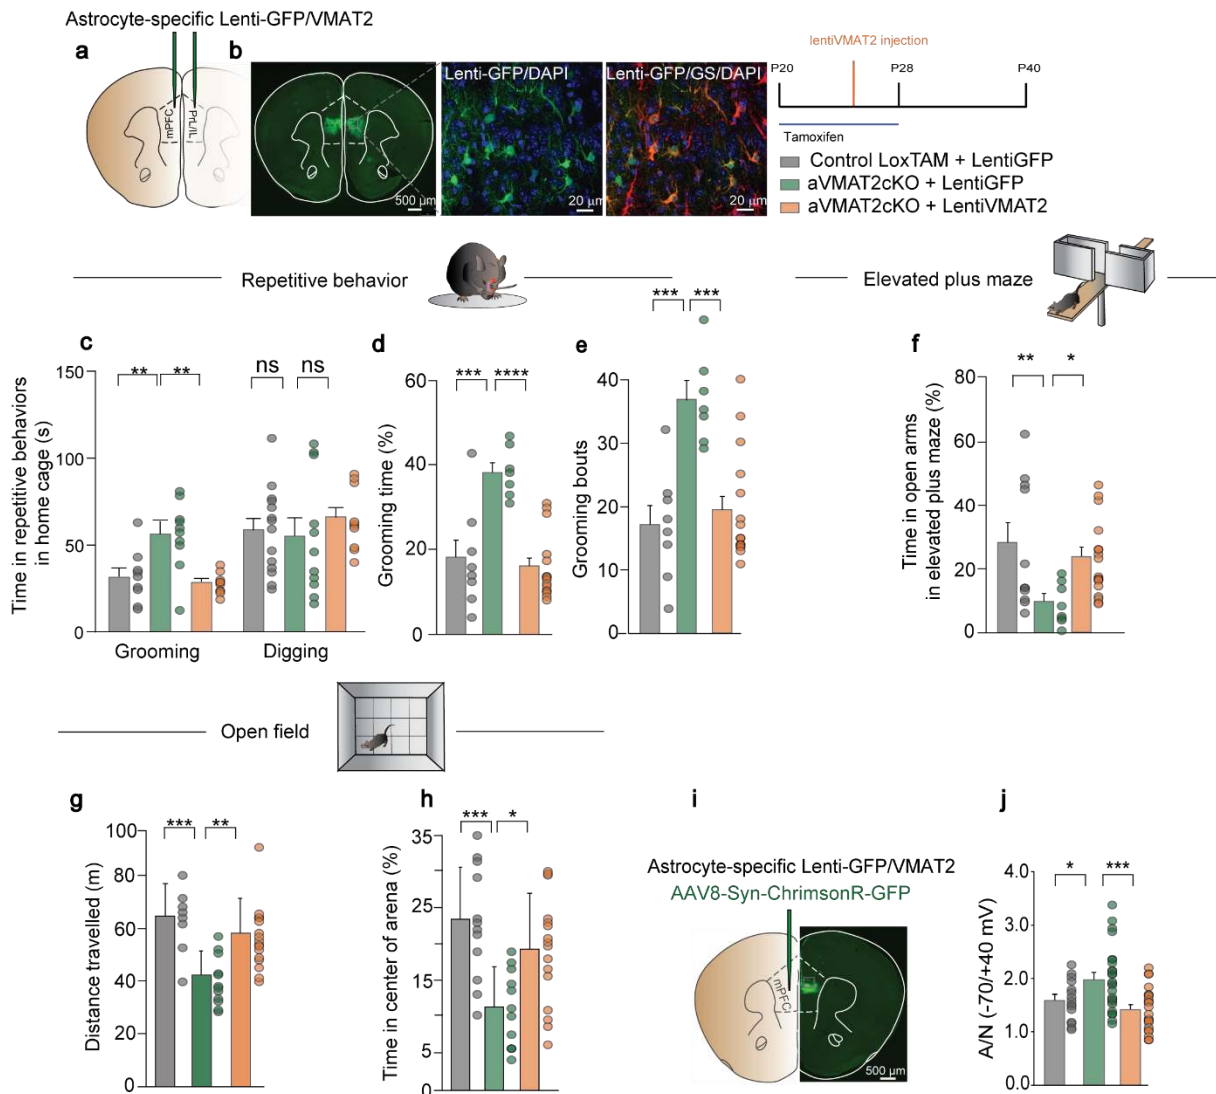 Astrocyte-specific Lenti-GFP/VMAT2
a
mPFC
PrL/IL
b
500 µm
Lenti-GFP/DAPI
20 µm
Lenti-GFP/GS/DAPI
20 µm
lentiVMAT2 injection
P20
P28
P40
Tamoxifen
Control LoxTAM + LentiGFP
aVMAT2cKO + LentiGFP
aVMAT2cKO + LentiVMAT2
Repetitive behavior
Elevated plus maze
c
Time in repetitive behaviors
in home cage (s)
150
100
50
0
**
**
ns
ns
Grooming
Digging
d
Grooming time (%)
60
40
20
0
***
****
e
Grooming bouts
40
30
20
10
0
***
***
f
Time in open arms
in elevated plus maze (%)
80
60
40
20
0
**
*
Open field
g
Distance travelled (m)
100
80
60
40
20
0
***
**
h
Time in center of arena (%)
35
25
15
5
0
***
*
i
Astrocyte-specific Lenti-GFP/VMAT2
AAV8-Syn-ChrimsonR-GFP
mPFC
500 µm
j
A/N (-70/+40 mV)
4.0
3.0
2.0
1.0
0.0
*
***